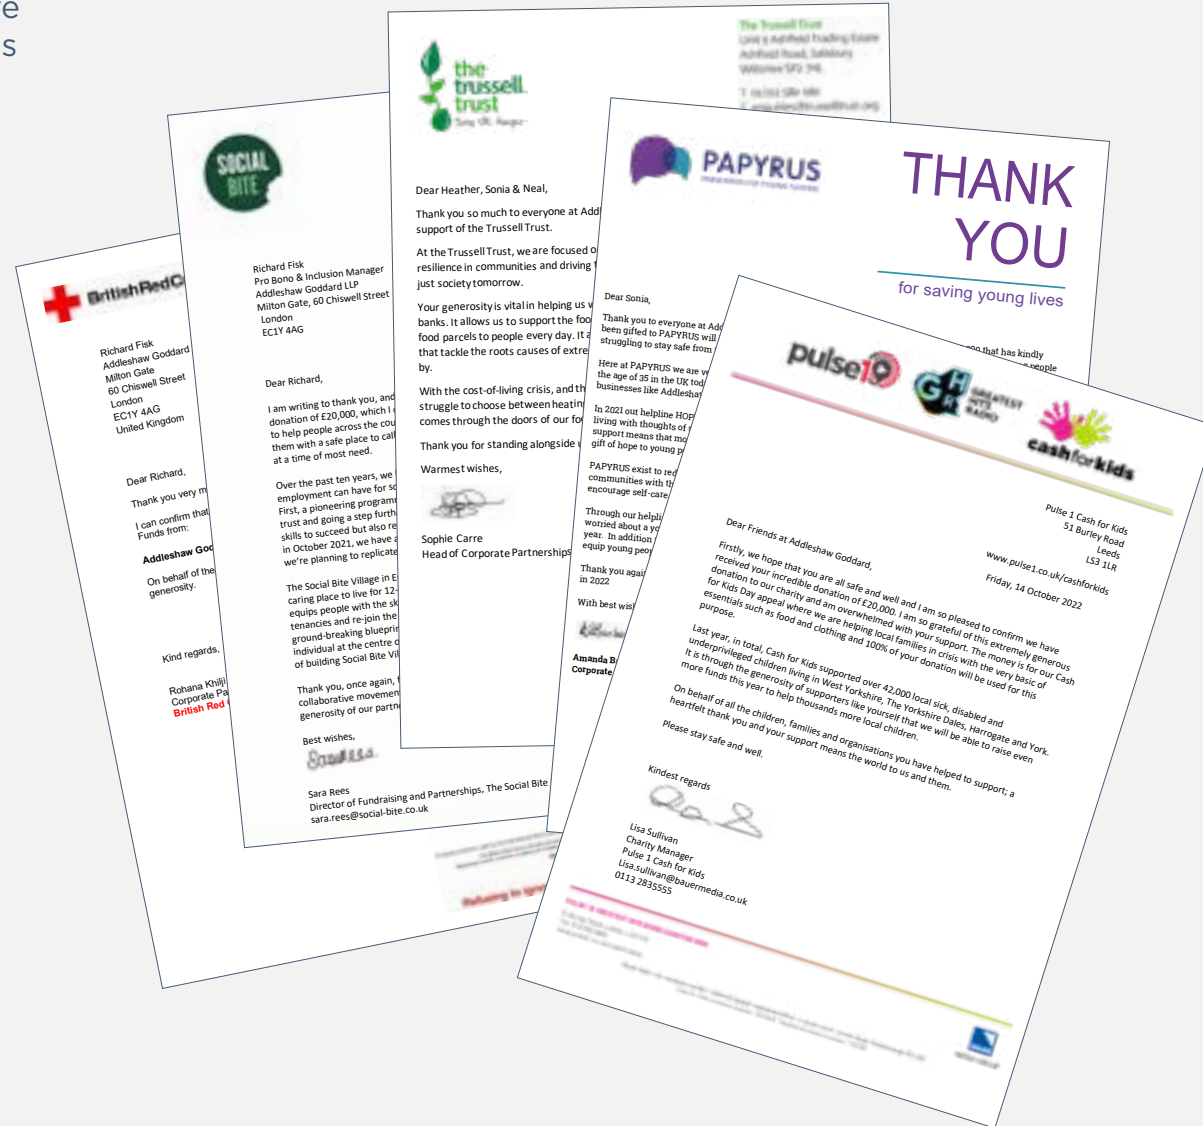 s
BritishRedC
Richard Fisk
Addleshaw Goddard
Milton Gate
60 Chiswell Street
London
EC1Y 4AG
United Kingdom
Dear Richard,
Thank you very m
I can confirm that
Funds from:
Addleshaw God
On behalf of the
generosity.
Kind regards,
Rohana Khilji
Corporate Pa
British Red
SOCIAL
BITE
Richard Fisk
Pro Bono & Inclusion Manager
Addleshaw Goddard LLP
Milton Gate, 60 Chiswell Street
London
EC1Y 4AG
Dear Richard,
I am writing to thank you, and
donation of £20,000, which I
to help people across the cou
them with a safe place to call
at a time of most need.
Over the past ten years, we
employment can have for so
First, a pioneering programm
trust and going a step furth
skills to succeed but also re
in October 2021, we have a
we're planning to replicate
The Social Bite Village in E
caring place to live for 12-
equips people with the sk
tenancies and re-join the
ground-breaking blueprin
individual at the centre o
of building Social Bite Vil
Thank you, once again, f
collaborative movemen
generosity of our partn
Best wishes,
Sara Rees
Director of Fundraising and Partnerships, The Social Bite
sara.rees@social-bite.co.uk
the
trussell
trust
The Trussell Trust
Ashfield Trading Estate
Ashfield Road, Salisbury
Wiltshire SP2
Dear Heather, Sonia & Neal,
Thank you so much to everyone at Add
support of the Trussell Trust.
At the Trussell Trust, we are focused o
resilience in communities and driving
just society tomorrow.
Your generosity is vital in helping us
banks. It allows us to support the foo
food parcels to people every day. It a
that tackle the roots causes of extre
by.
With the cost-of-living crisis, and th
struggle to choose between heatin
comes through the doors of our fo
Thank you for standing alongside
Warmest wishes,
Sophie Carre
Head of Corporate Partnerships
PAPYRUS
THANK
YOU
for saving young lives
Dear Sonia,
Thank you to everyone at Add
that has kindly
been gifted to PAPYRUS will
people
struggling to stay safe from
Here at PAPYRUS we are ve
the age of 35 in the UK tod
businesses like Addlesha
In 2021 out helpline HOP
living with thoughts of s
support means that mo
gift of hope to young p
PAPYRUS exist to red
communities with th
encourage self-care
Through our helpli
worried about a yo
year. In addition
equip young peo
Thank you agai
in 2022
With best wis
Amanda B
Corporate
pulse1
GHR
GREATEST
HITS
RADIO
cashforkids
Pulse 1 Cash for Kids
51 Burley Road
Leeds
LS3 1LR
www.pulse1.co.uk/cashforkids
Friday, 14 October 2022
Dear Friends at Addleshaw Goddard,
Firstly, we hope that you are all safe and well and I am so pleased to confirm we have
received your incredible donation of £20,000. I am so grateful of this extremely generous
donation to our charity and am overwhelmed with your support. The money is for our Cash
for Kids Day appeal where we are helping local families in crisis with the very basic of
essentials such as food and clothing and 100% of your donation will be used for this
purpose.
Last year, in total, Cash for Kids supported over 42,000 local sick, disabled and
underprivileged children living in West Yorkshire, The Yorkshire Dales, Harrogate and York.
It is through the generosity of supporters like yourself that we will be able to raise even
more funds this year to help thousands more local children.
On behalf of all the children, families and organisations you have helped to support; a
heartfelt thank you and your support means the world to us and them.
Please stay safe and well.
Kindest regards
Lisa Sullivan
Charity Manager
Pulse 1 Cash for Kids
Lisa.sullivan@bauermedia.co.uk
0113 2835555